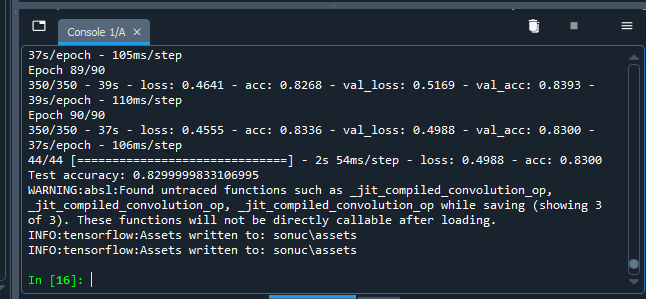 Console 1/A
37s/epoch - 105ms/step
Epoch 89/90
350/350 - 39s - loss: 0.4641 - acc: 0.8268 - val_loss: 0.5169 - val_acc: 0.8393 -
39s/epoch - 110ms/step
Epoch 90/90
350/350 - 37s - loss: 0.4555 - acc: 0.8336 - val_loss: 0.4988 - val_acc: 0.8300 -
37s/epoch - 106ms/step
44/44 [==============================] - 2s 54ms/step - loss: 0.4988 - acc: 0.8300
Test accuracy: 0.8299999833106995
WARNING:absl:Found untraced functions such as _jit_compiled_convolution_op,
_jit_compiled_convolution_op, _jit_compiled_convolution_op while saving (showing 3
of 3). These functions will not be directly callable after loading.
INFO:tensorflow:Assets written to: sonuc\assets
INFO:tensorflow:Assets written to: sonuc\assets
In [16]: